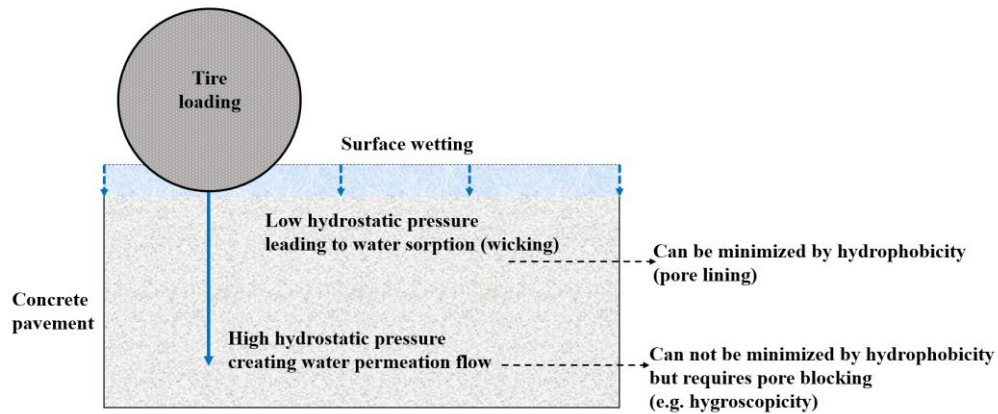 Tire
loading
Surface wetting
Low hydrostatic pressure
leading to water sorption (wicking)
Can be minimized by hydrophobicity
(pore lining)
Concrete
pavement
High hydrostatic pressure
creating water permeation flow
Can not be minimized by hydrophobicity
but requires pore blocking
(e.g. hygroscopicity)